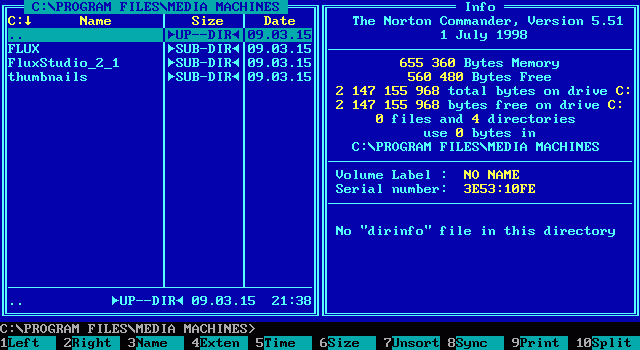 C:\PROGRAM FILES\MEDIA MACHINES
C:↓ Name Size Date
.. ►UP--DIR◄ 09.03.15
FLUX ►SUB-DIR◄ 09.03.15
FluxStudio_2_1 ►SUB-DIR◄ 09.03.15
thumbnails ►SUB-DIR◄ 09.03.15
.. ►UP--DIR◄ 09.03.15 21:38
Info
The Norton Commander, Version 5.51
1 July 1998
655 360 Bytes Memory
560 480 Bytes Free
2 147 155 968 total bytes on drive C:
2 147 155 968 bytes free on drive C:
0 files and 4 directories
use 0 bytes in
C:\PROGRAM FILES\MEDIA MACHINES
Volume Label : NO NAME
Serial number: 3E53:10FE
No "dirinfo" file in this directory
C:\PROGRAM FILES\MEDIA MACHINES>
1Left 2Right 3Name 4Exten 5Time 6Size 7Unsort 8Sync 9Print 10Split